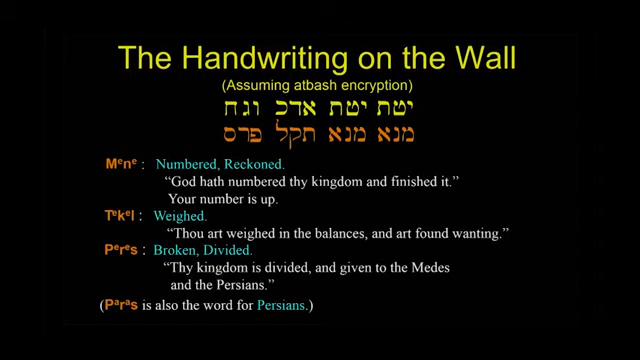 The Handwriting on the Wall
(Assuming atbash encryption)
יטת יטת אדכ וגח
מנא מנא תקל פרס
Mᵉnᵉ : Numbered, Reckoned.
“God hath numbered thy kingdom and finished it.”
Your number is up.
Tᵉkᵉl : Weighed.
“Thou art weighed in the balances, and art found wanting.”
Pᵉrᵉs : Broken, Divided.
“Thy kingdom is divided, and given to the Medes
and the Persians.”
(Pᵃrᵃs is also the word for Persians.)